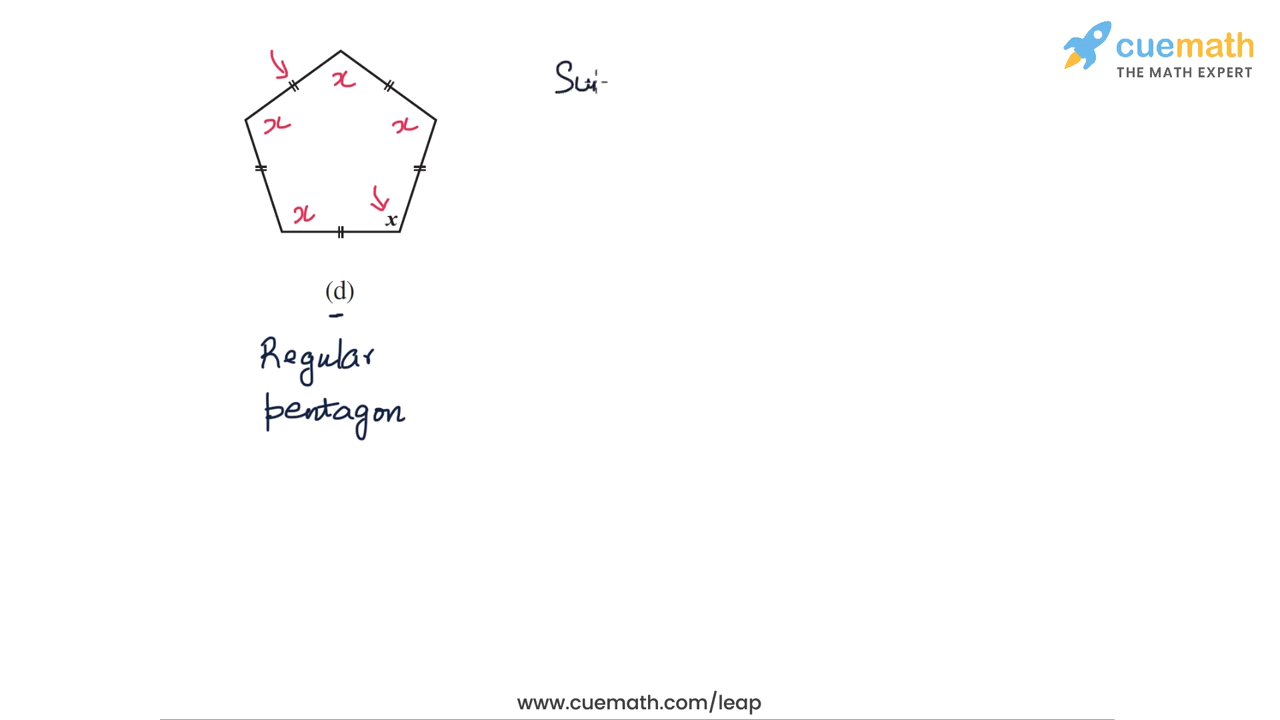 cuemath
THE MATH EXPERT
x
x
x
x
x
(d)
Regular
pentagon
www.cuemath.com/leap